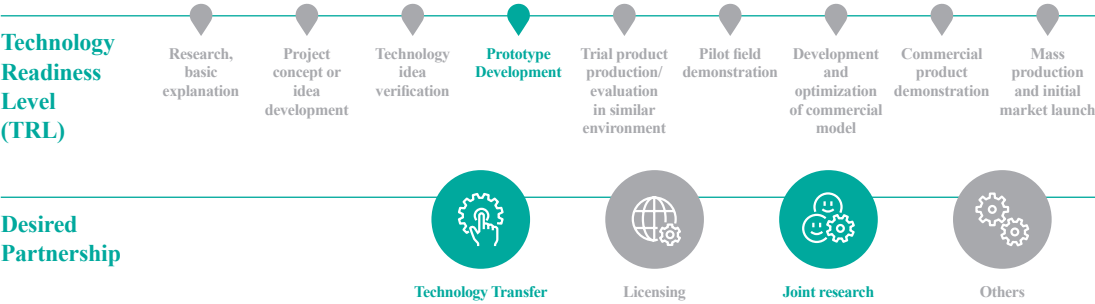 Technology
Readiness
Level
(TRL)
Research,
basic
explanation
Project
concept or
idea
development
Technology
idea
verification
Prototype
Development
Trial product
production/
evaluation
in similar
environment
Pilot field
demonstration
Development
and
optimization
of commercial
model
Commercial
product
demonstration
Mass
production
and initial
market launch
Desired
Partnership
Technology Transfer
Licensing
Joint research
Others